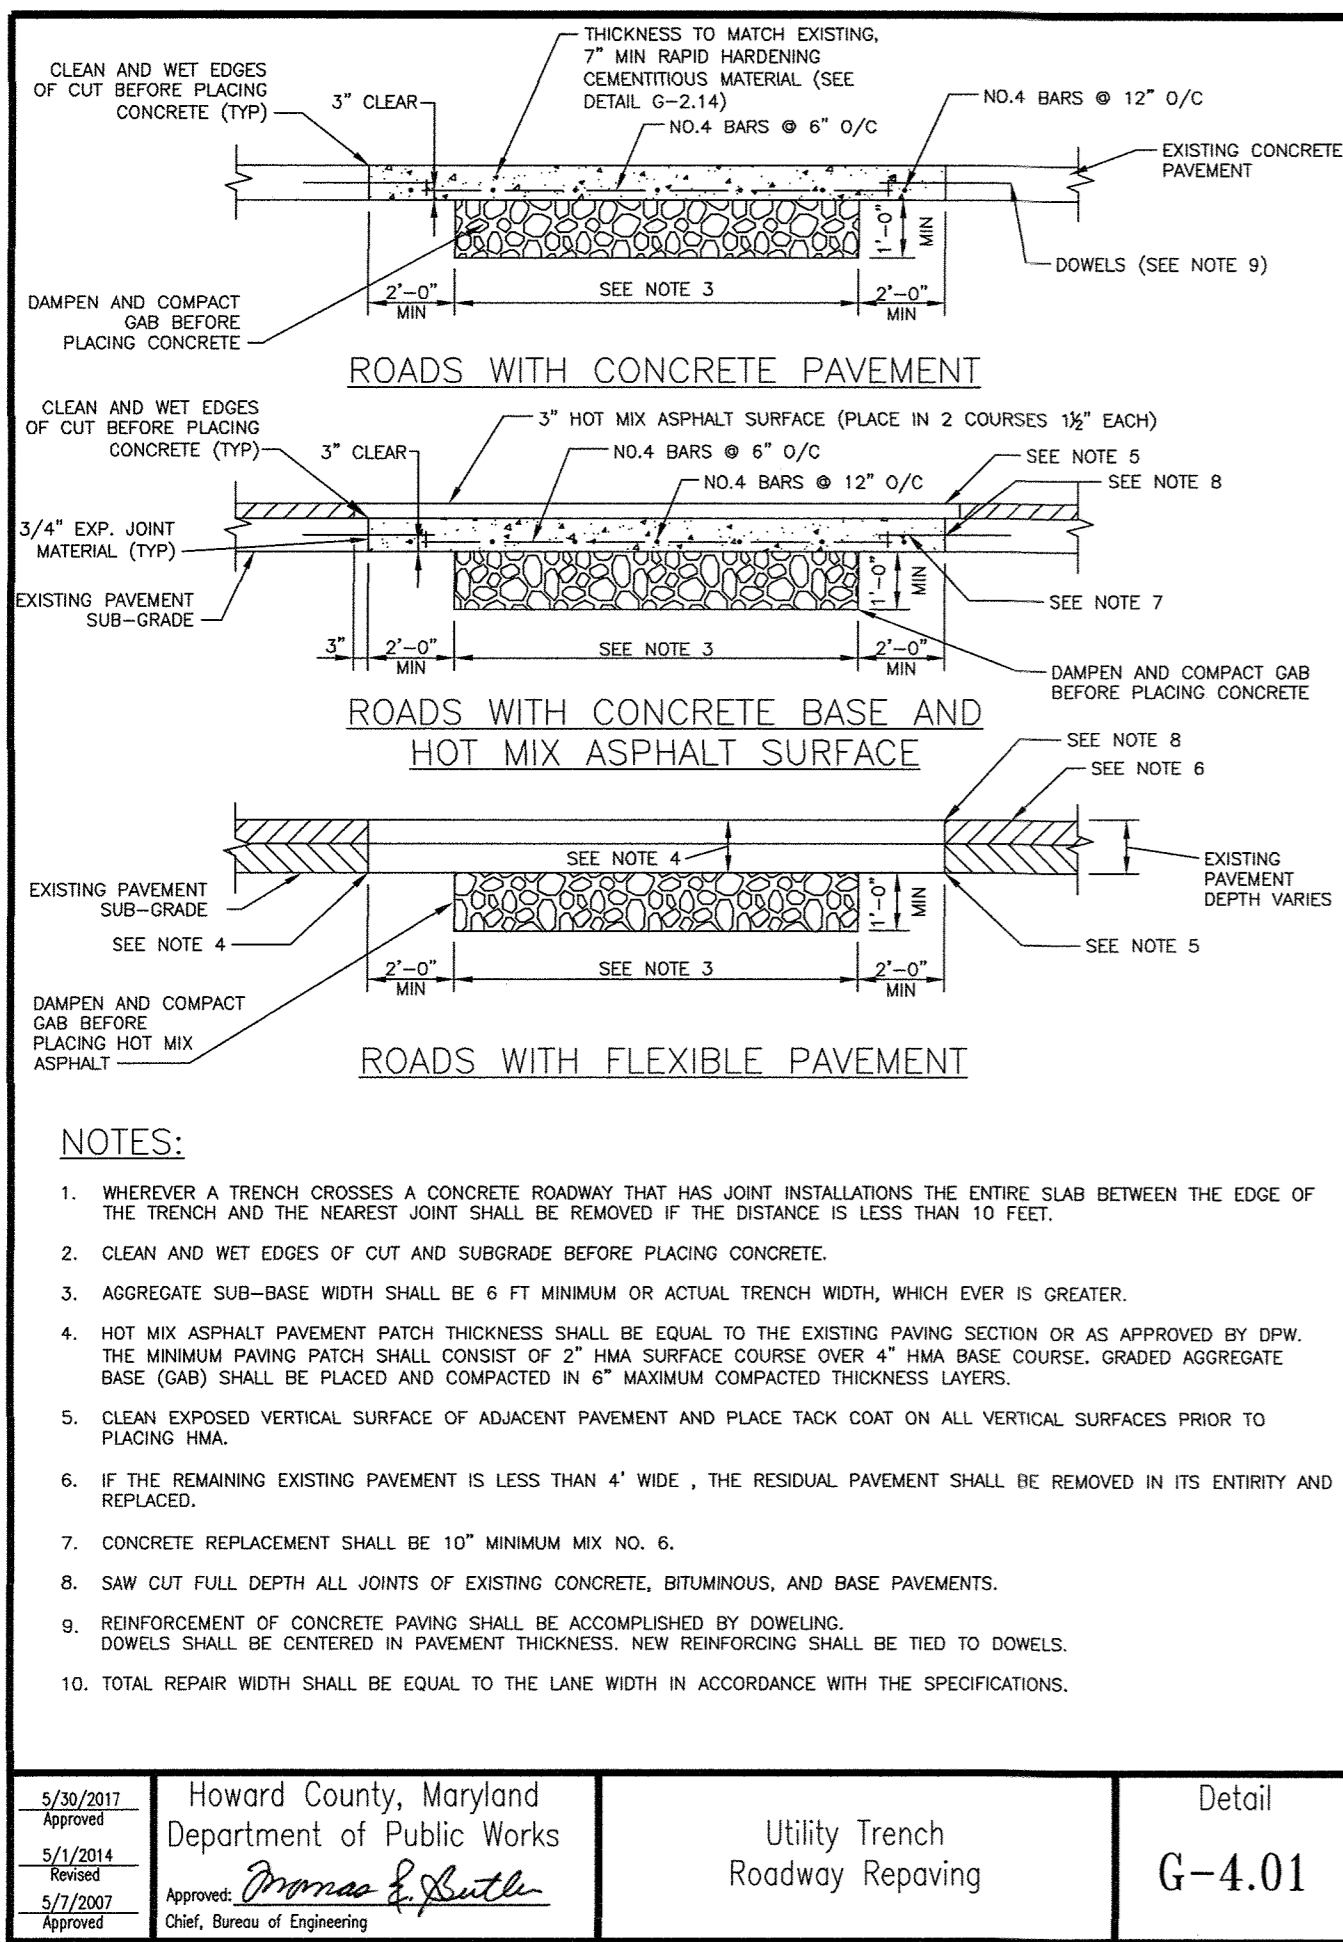 THICKNESS TO MATCH EXISTING,
7" MIN RAPID HARDENING
CEMENTITIOUS MATERIAL (SEE
DETAIL G-2.14)
CLEAN AND WET EDGES
OF CUT BEFORE PLACING
CONCRETE (TYP)
3" CLEAR
NO.4 BARS @ 6" O/C
NO.4 BARS @ 12" O/C
EXISTING CONCRETE
PAVEMENT
1'-0"
MIN
DOWELS (SEE NOTE 9)
2'-0"
MIN
SEE NOTE 3
2'-0"
MIN
DAMPEN AND COMPACT
GAB BEFORE
PLACING CONCRETE
ROADS WITH CONCRETE PAVEMENT
CLEAN AND WET EDGES
OF CUT BEFORE PLACING
CONCRETE (TYP)
3" HOT MIX ASPHALT SURFACE (PLACE IN 2 COURSES 1½" EACH)
3" CLEAR
NO.4 BARS @ 6" O/C
NO.4 BARS @ 12" O/C
SEE NOTE 5
SEE NOTE 8
3/4" EXP. JOINT
MATERIAL (TYP)
EXISTING PAVEMENT
SUB-GRADE
1'-0"
MIN
SEE NOTE 7
3"
2'-0"
MIN
SEE NOTE 3
2'-0"
MIN
DAMPEN AND COMPACT GAB
BEFORE PLACING CONCRETE
ROADS WITH CONCRETE BASE AND
HOT MIX ASPHALT SURFACE
SEE NOTE 8
SEE NOTE 6
SEE NOTE 4
EXISTING
PAVEMENT
DEPTH VARIES
EXISTING PAVEMENT
SUB-GRADE
SEE NOTE 4
1'-0"
MIN
SEE NOTE 5
2'-0"
MIN
SEE NOTE 3
2'-0"
MIN
DAMPEN AND COMPACT
GAB BEFORE
PLACING HOT MIX
ASPHALT
ROADS WITH FLEXIBLE PAVEMENT
NOTES:
1. WHEREVER A TRENCH CROSSES A CONCRETE ROADWAY THAT HAS JOINT INSTALLATIONS THE ENTIRE SLAB BETWEEN THE EDGE OF
THE TRENCH AND THE NEAREST JOINT SHALL BE REMOVED IF THE DISTANCE IS LESS THAN 10 FEET.
2. CLEAN AND WET EDGES OF CUT AND SUBGRADE BEFORE PLACING CONCRETE.
3. AGGREGATE SUB-BASE WIDTH SHALL BE 6 FT MINIMUM OR ACTUAL TRENCH WIDTH, WHICH EVER IS GREATER.
4. HOT MIX ASPHALT PAVEMENT PATCH THICKNESS SHALL BE EQUAL TO THE EXISTING PAVING SECTION OR AS APPROVED BY DPW.
THE MINIMUM PAVING PATCH SHALL CONSIST OF 2" HMA SURFACE COURSE OVER 4" HMA BASE COURSE. GRADED AGGREGATE
BASE (GAB) SHALL BE PLACED AND COMPACTED IN 6" MAXIMUM COMPACTED THICKNESS LAYERS.
5. CLEAN EXPOSED VERTICAL SURFACE OF ADJACENT PAVEMENT AND PLACE TACK COAT ON ALL VERTICAL SURFACES PRIOR TO
PLACING HMA.
6. IF THE REMAINING EXISTING PAVEMENT IS LESS THAN 4' WIDE , THE RESIDUAL PAVEMENT SHALL BE REMOVED IN ITS ENTIRITY AND
REPLACED.
7. CONCRETE REPLACEMENT SHALL BE 10" MINIMUM MIX NO. 6.
8. SAW CUT FULL DEPTH ALL JOINTS OF EXISTING CONCRETE, BITUMINOUS, AND BASE PAVEMENTS.
9. REINFORCEMENT OF CONCRETE PAVING SHALL BE ACCOMPLISHED BY DOWELING.
DOWELS SHALL BE CENTERED IN PAVEMENT THICKNESS. NEW REINFORCING SHALL BE TIED TO DOWELS.
10. TOTAL REPAIR WIDTH SHALL BE EQUAL TO THE LANE WIDTH IN ACCORDANCE WITH THE SPECIFICATIONS.
5/30/2017
Approved
5/1/2014
Revised
5/7/2007
Approved
Howard County, Maryland
Department of Public Works
Approved: Thomas E. Butler
Chief, Bureau of Engineering
Utility Trench
Roadway Repaving
Detail
G-4.01